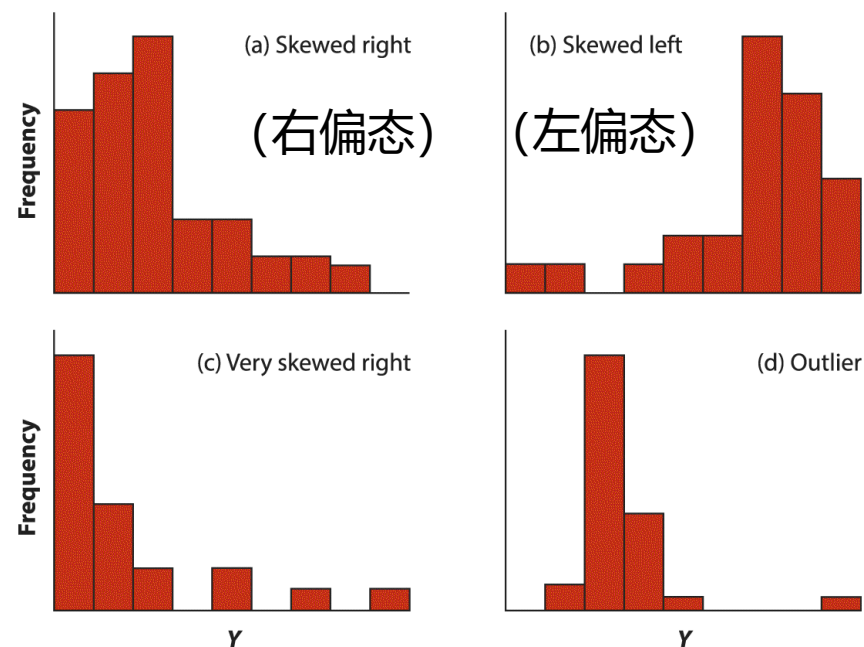 (a) Skewed right
(b) Skewed left
（右偏态）
（左偏态）
Frequency
(c) Very skewed right
(d) Outlier
Frequency
Y
Y